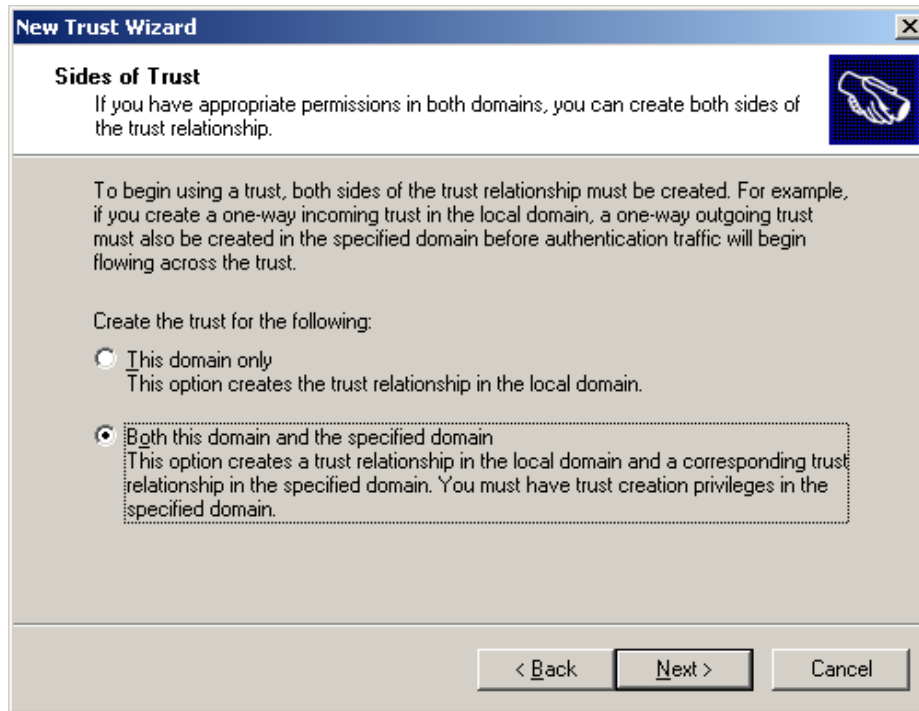 New Trust Wizard
Sides of Trust
If you have appropriate permissions in both domains, you can create both sides of
the trust relationship.
To begin using a trust, both sides of the trust relationship must be created. For example,
if you create a one-way incoming trust in the local domain, a one-way outgoing trust
must also be created in the specified domain before authentication traffic will begin
flowing across the trust.
Create the trust for the following:
This domain only
This option creates the trust relationship in the local domain.
Both this domain and the specified domain
This option creates a trust relationship in the local domain and a corresponding trust
relationship in the specified domain. You must have trust creation privileges in the
specified domain.
< Back Next > Cancel